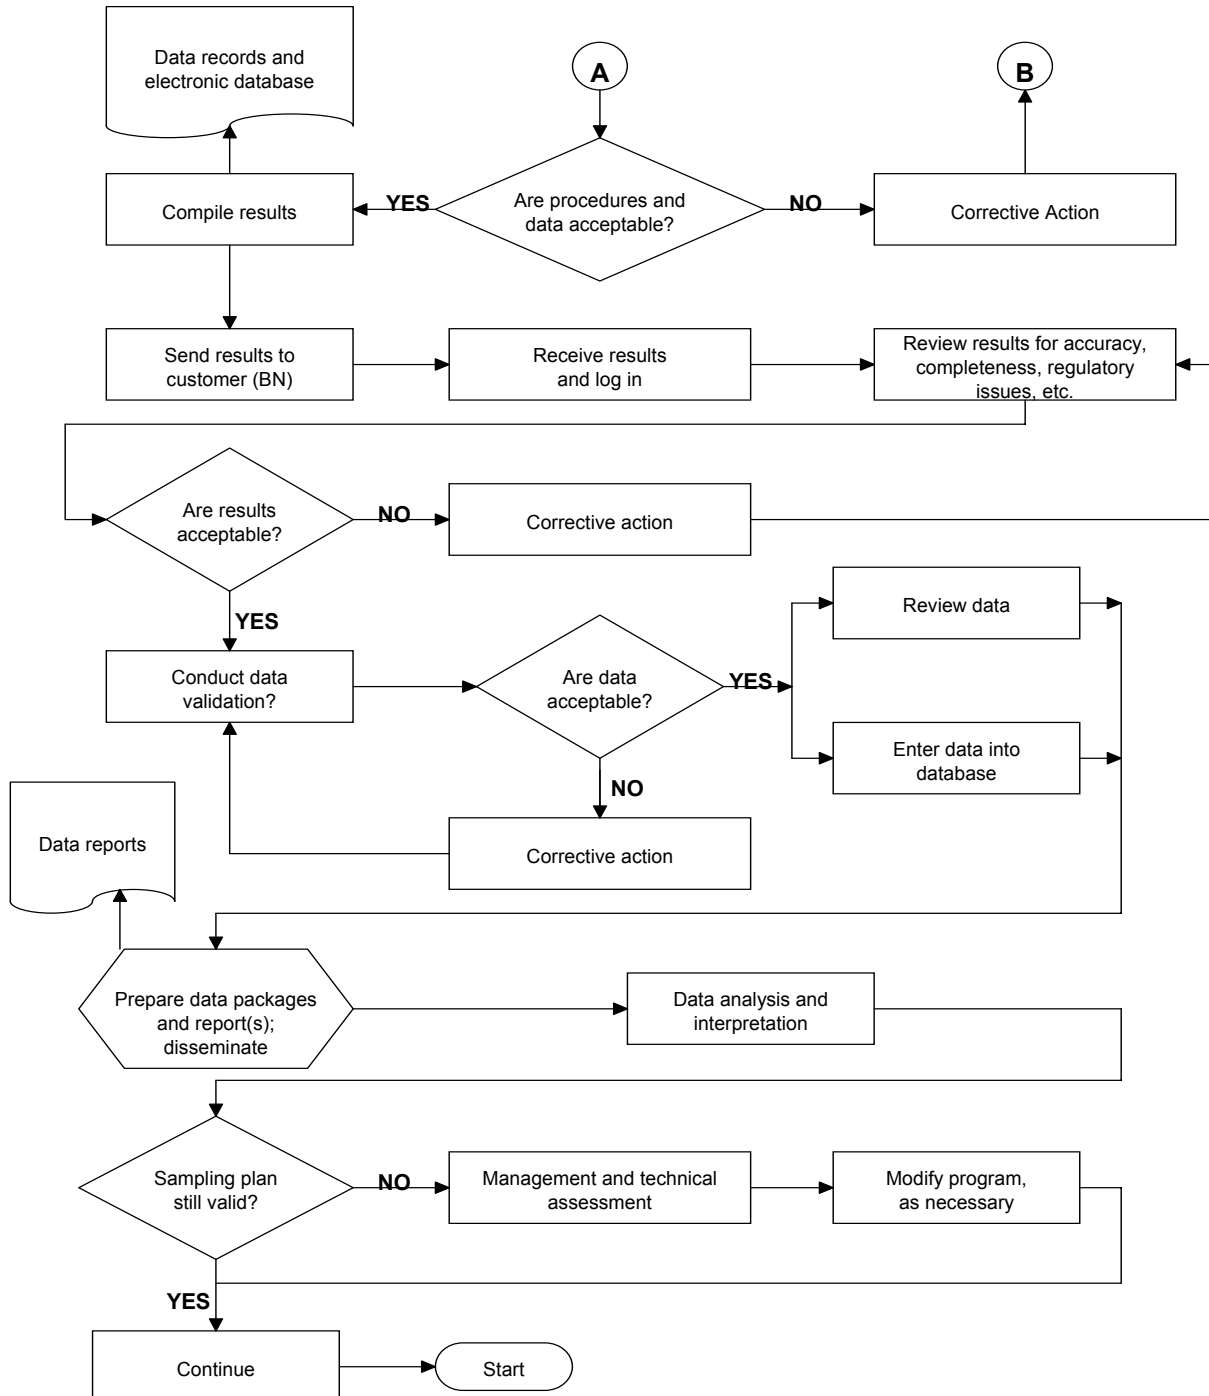 Data records and
electronic database
A
B
Compile results
YES
Are procedures and
data acceptable?
NO
Corrective Action
Send results to
customer (BN)
Receive results
and log in
Review results for accuracy,
completeness, regulatory
issues, etc.
Are results
acceptable?
NO
Corrective action
YES
Review data
Conduct data
validation?
Are data
acceptable?
YES
Enter data into
database
NO
Data reports
Corrective action
Prepare data packages
and report(s);
disseminate
Data analysis and
interpretation
Sampling plan
still valid?
NO
Management and technical
assessment
Modify program,
as necessary
YES
Continue
Start